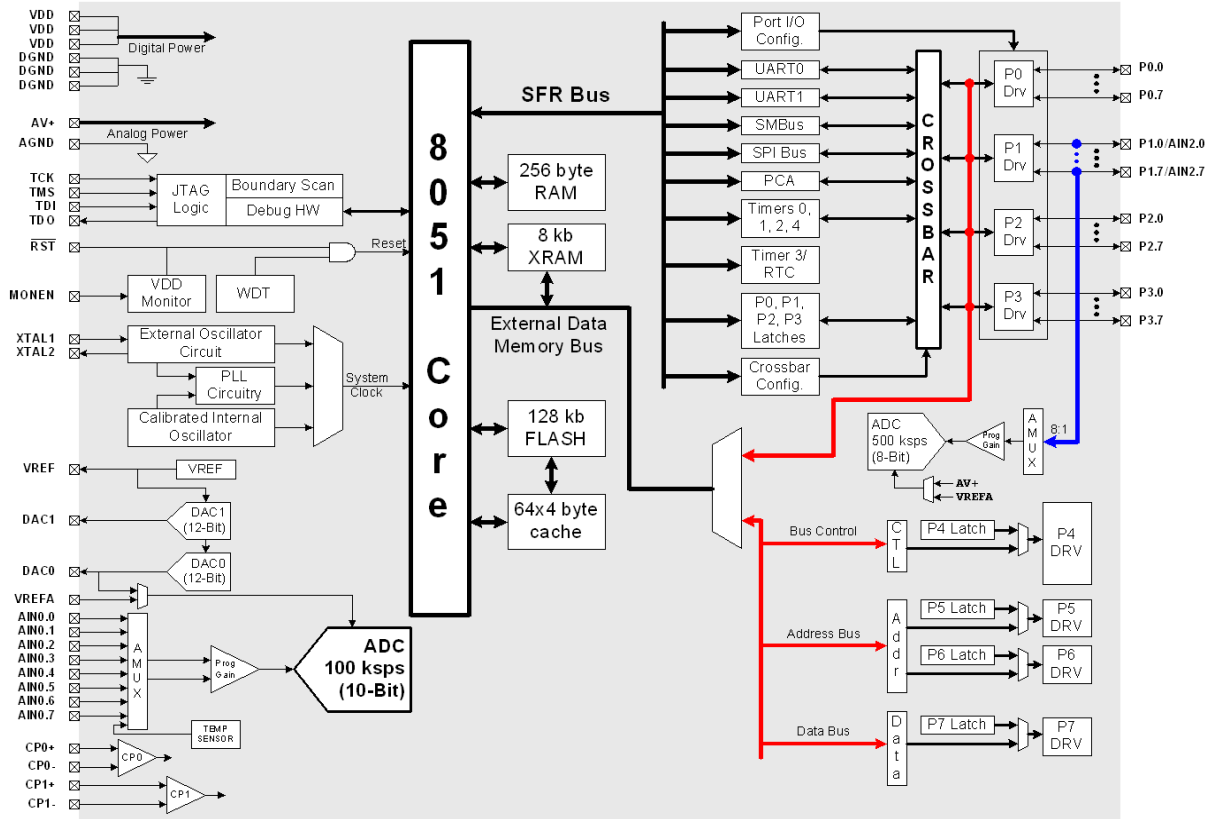 VDD
VDD
VDD
Digital Power
DGND
DGND
DGND
AV+
Analog Power
AGND
TCK
TMS
TDI
TDO
JTAG
Logic
Boundary Scan
Debug HW
RST
Reset
MONEN
VDD
Monitor
WDT
XTAL1
XTAL2
External Oscillator
Circuit
PLL
Circuitry
Calibrated Internal
Oscillator
System
Clock
VREF
VREF
DAC1
DAC1
(12-Bit)
DAC0
DAC0
(12-Bit)
VREFA
AIN0.0
AIN0.1
AIN0.2
AIN0.3
AIN0.4
AIN0.5
AIN0.6
AIN0.7
AMUX
Prog
Gain
ADC
100 ksps
(10-Bit)
TEMP
SENSOR
CP0+
CP0-
CP0
CP1+
CP1-
CP1
8051 Core
SFR Bus
256 byte
RAM
8 kb
XRAM
External Data
Memory Bus
128 kb
FLASH
64x4 byte
cache
Port I/O
Config.
UART0
UART1
SMBus
SPI Bus
PCA
Timers 0,
1, 2, 4
Timer 3/
RTC
P0, P1,
P2, P3
Latches
Crossbar
Config.
CROSSBAR
P0
Drv
P1
Drv
P2
Drv
P3
Drv
P0.0
P0.7
P1.0/AIN2.0
P1.7/AIN2.7
P2.0
P2.7
P3.0
P3.7
ADC
500 ksps
(8-Bit)
Prog
Gain
AMUX
8:1
AV+
VREFA
Bus Control
CTL
P4 Latch
P4
DRV
Address Bus
Addr
P5 Latch
P5
DRV
P6 Latch
P6
DRV
Data Bus
Data
P7 Latch
P7
DRV